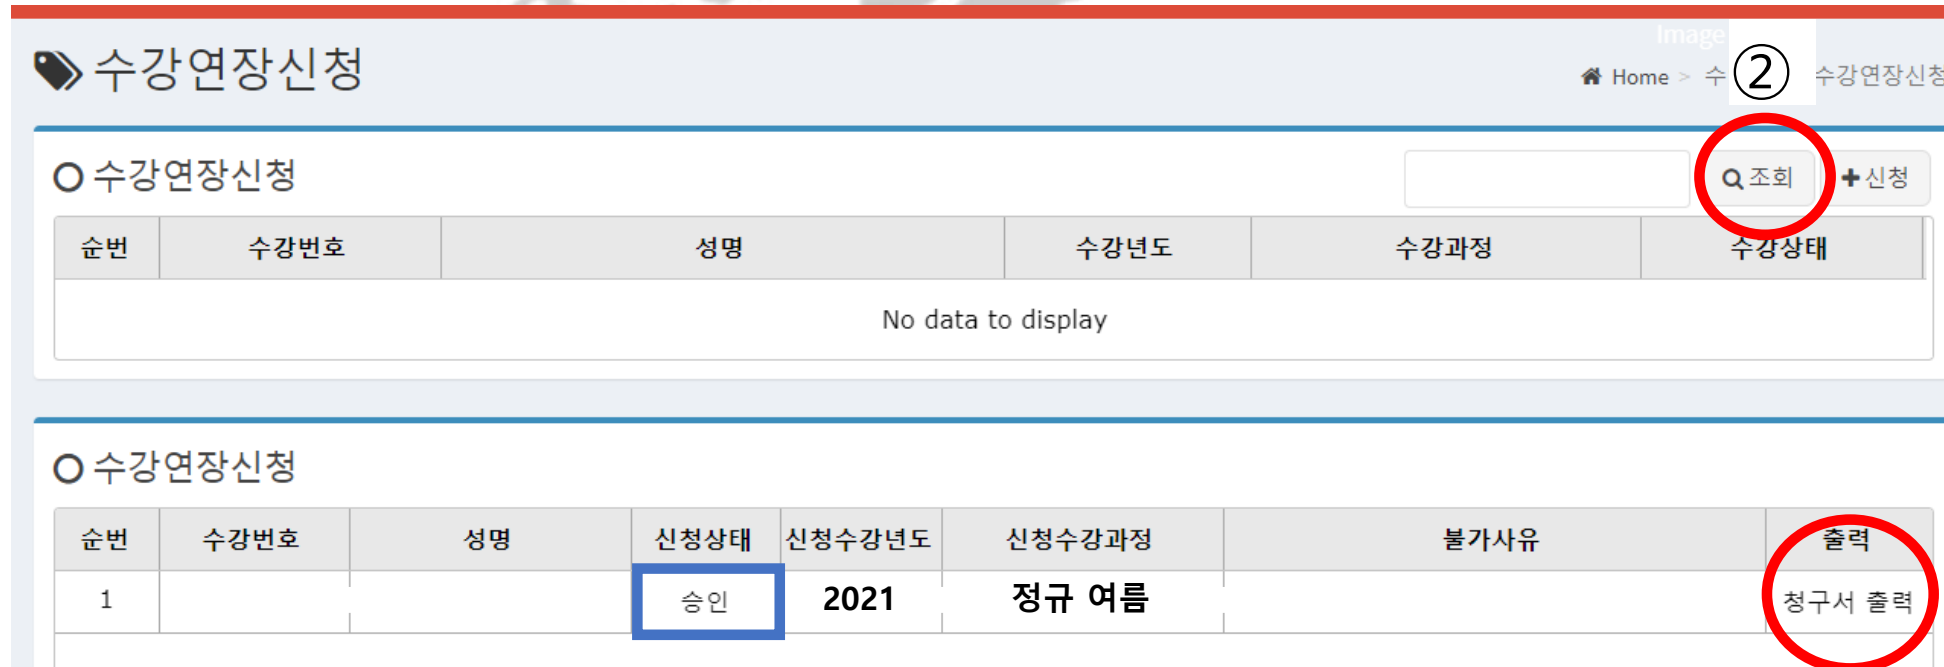 Image
수강연장신청
Home > 수 ② 수강연장신청
수강연장신청
조회 신청
순번 수강번호 성명 수강년도 수강과정 수강상태
No data to display
수강연장신청
순번 수강번호 성명 신청상태 신청수강년도 신청수강과정 불가사유 출력
1 승인 2021 정규 여름 청구서 출력